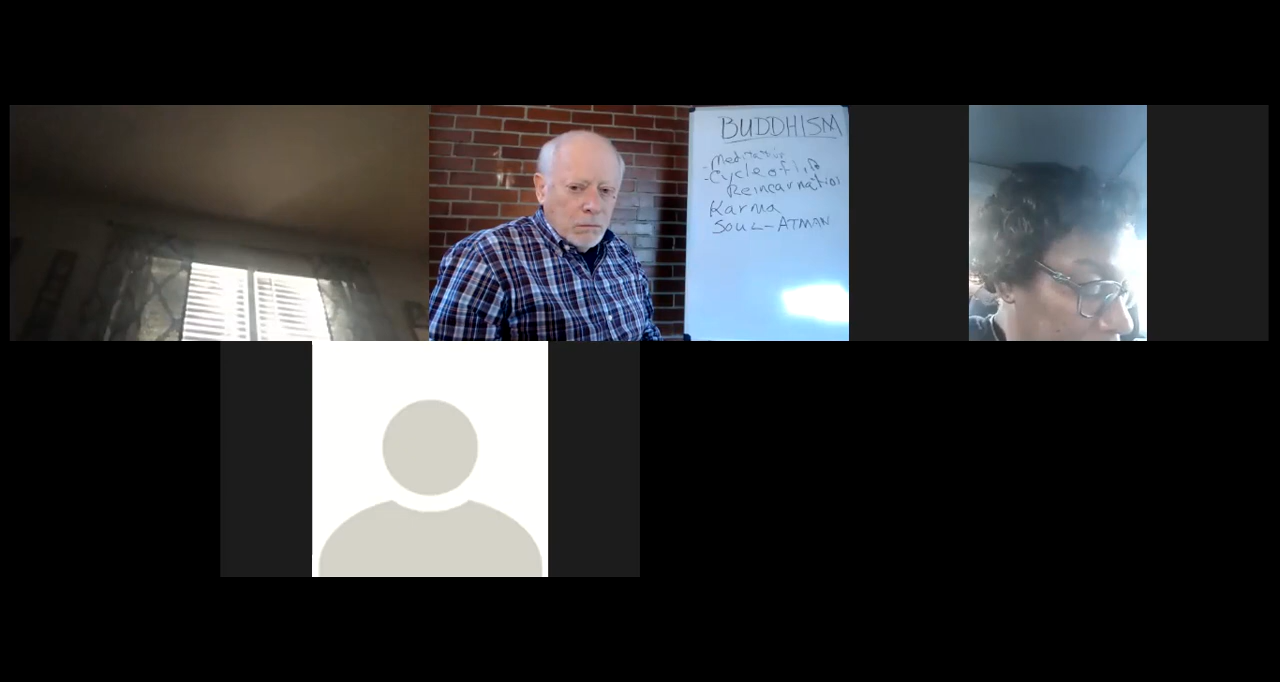 BUDDHISM
- Meditation
- Cycle of life
Reincarnation
Karma
SOUL - ATMAN